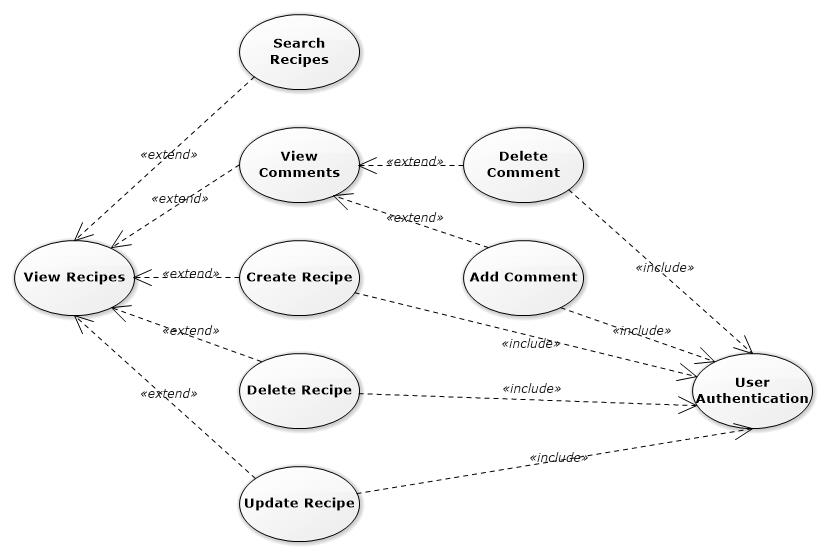 Search
Recipes
«extend»
View
Comments
«extend»
Delete
Comment
«extend»
«extend»
«include»
View Recipes
«extend»
Create Recipe
Add Comment
«include»
«extend»
«include»
Delete Recipe
«include»
User
Authentication
«extend»
«include»
Update Recipe